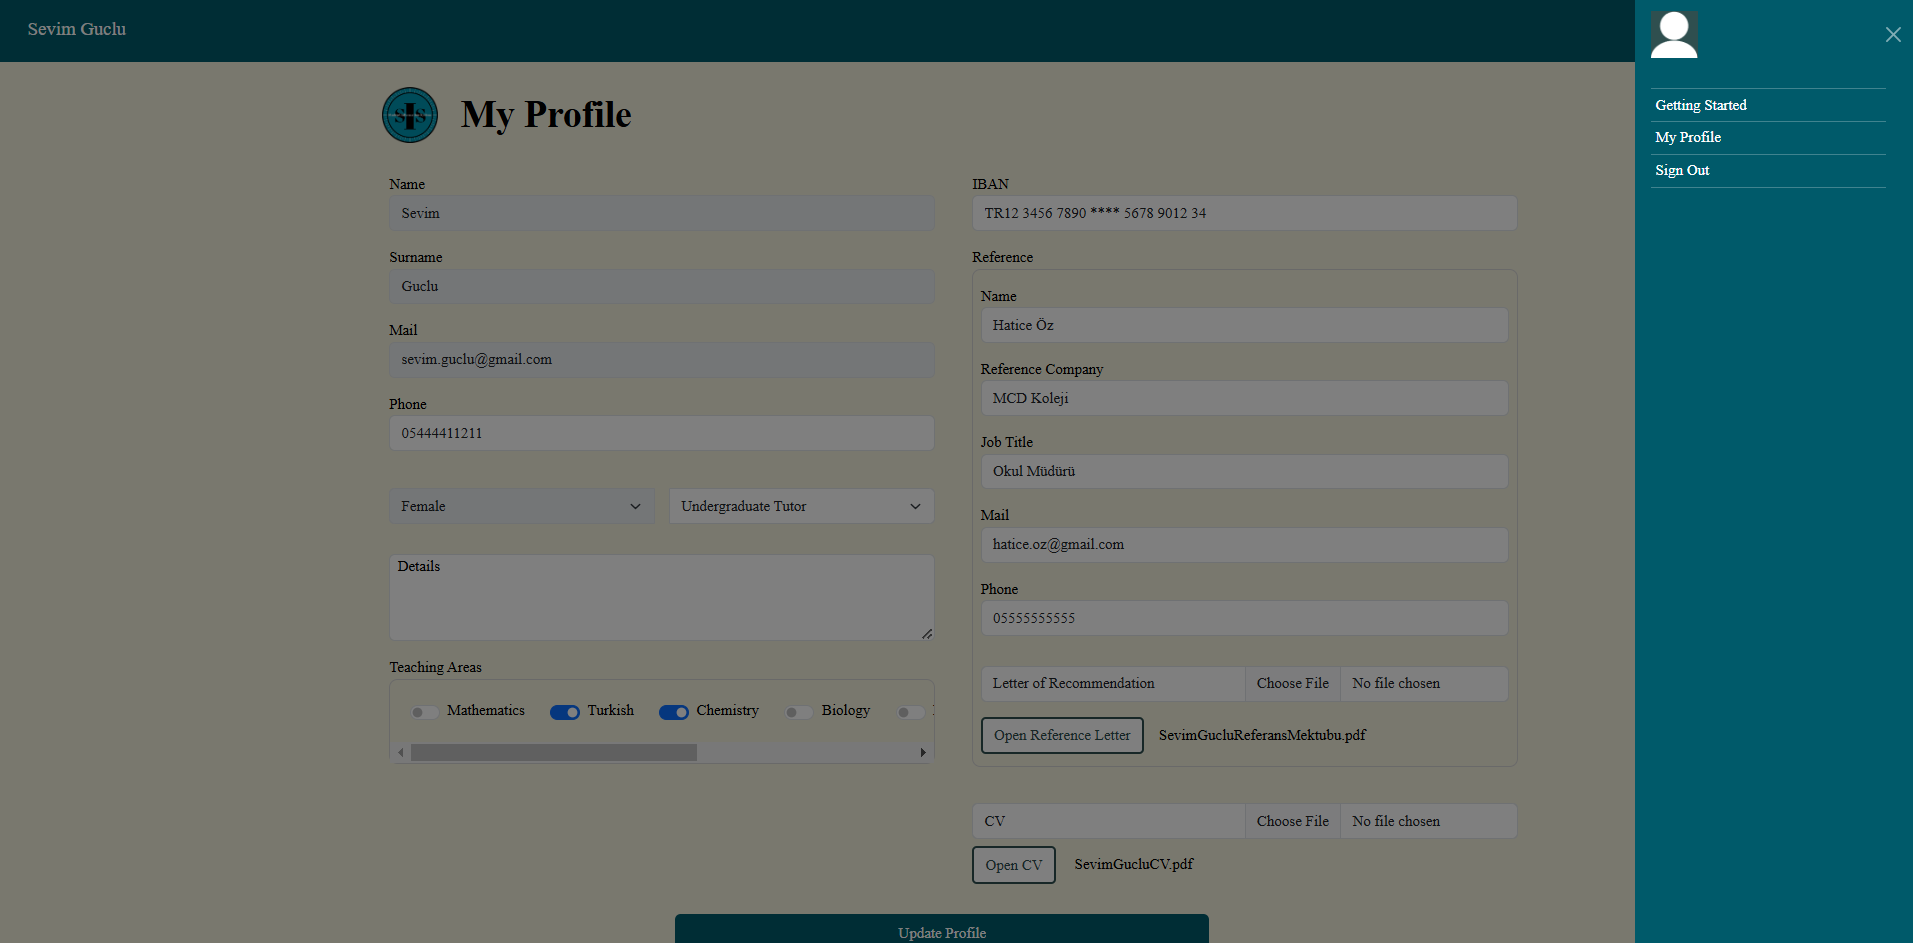 Sevim Guclu
SIS
My Profile
Name
Sevim
Surname
Guclu
Mail
sevim.guclu@gmail.com
Phone
05444411211
Female
Undergraduate Tutor
Details
Teaching Areas
Mathematics
Turkish
Chemistry
Biology
IBAN
TR12 3456 7890 **** 5678 9012 34
Reference
Name
Hatice Öz
Reference Company
MCD Koleji
Job Title
Okul Müdürü
Mail
hatice.oz@gmail.com
Phone
05555555555
Letter of Recommendation Choose File No file chosen
Open Reference Letter SevimGucluReferansMektubu.pdf
CV Choose File No file chosen
Open CV SevimGucluCV.pdf
Update Profile
Getting Started
My Profile
Sign Out